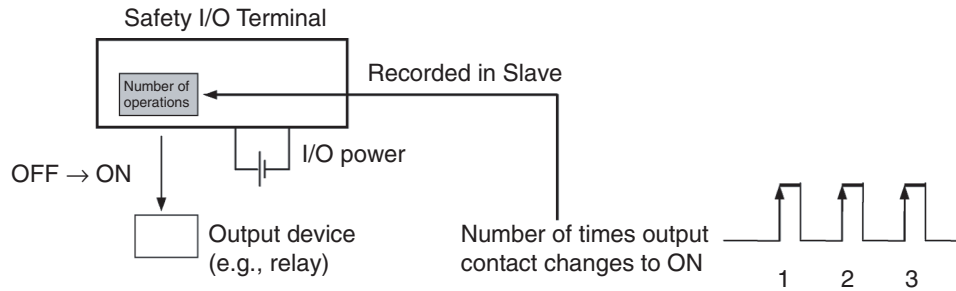 Safety I/O Terminal
Number of
operations
Recorded in Slave
I/O power
OFF → ON
Output device
(e.g., relay)
Number of times output
contact changes to ON
1 2 3